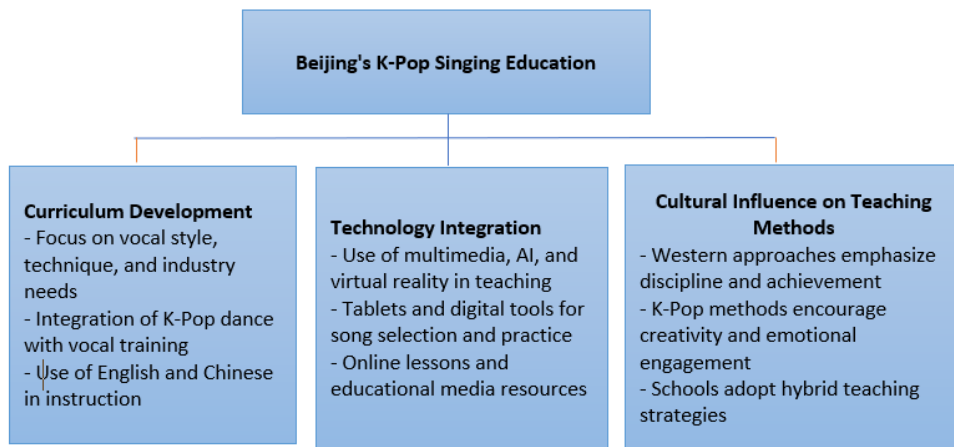 Beijing's K-Pop Singing Education
Curriculum Development
- Focus on vocal style,
technique, and industry
needs
- Integration of K-Pop dance
with vocal training
- Use of English and Chinese
in instruction
Technology Integration
- Use of multimedia, AI, and
virtual reality in teaching
- Tablets and digital tools for
song selection and practice
- Online lessons and
educational media resources
Cultural Influence on Teaching
Methods
- Western approaches emphasize
discipline and achievement
- K-Pop methods encourage
creativity and emotional
engagement
- Schools adopt hybrid teaching
strategies